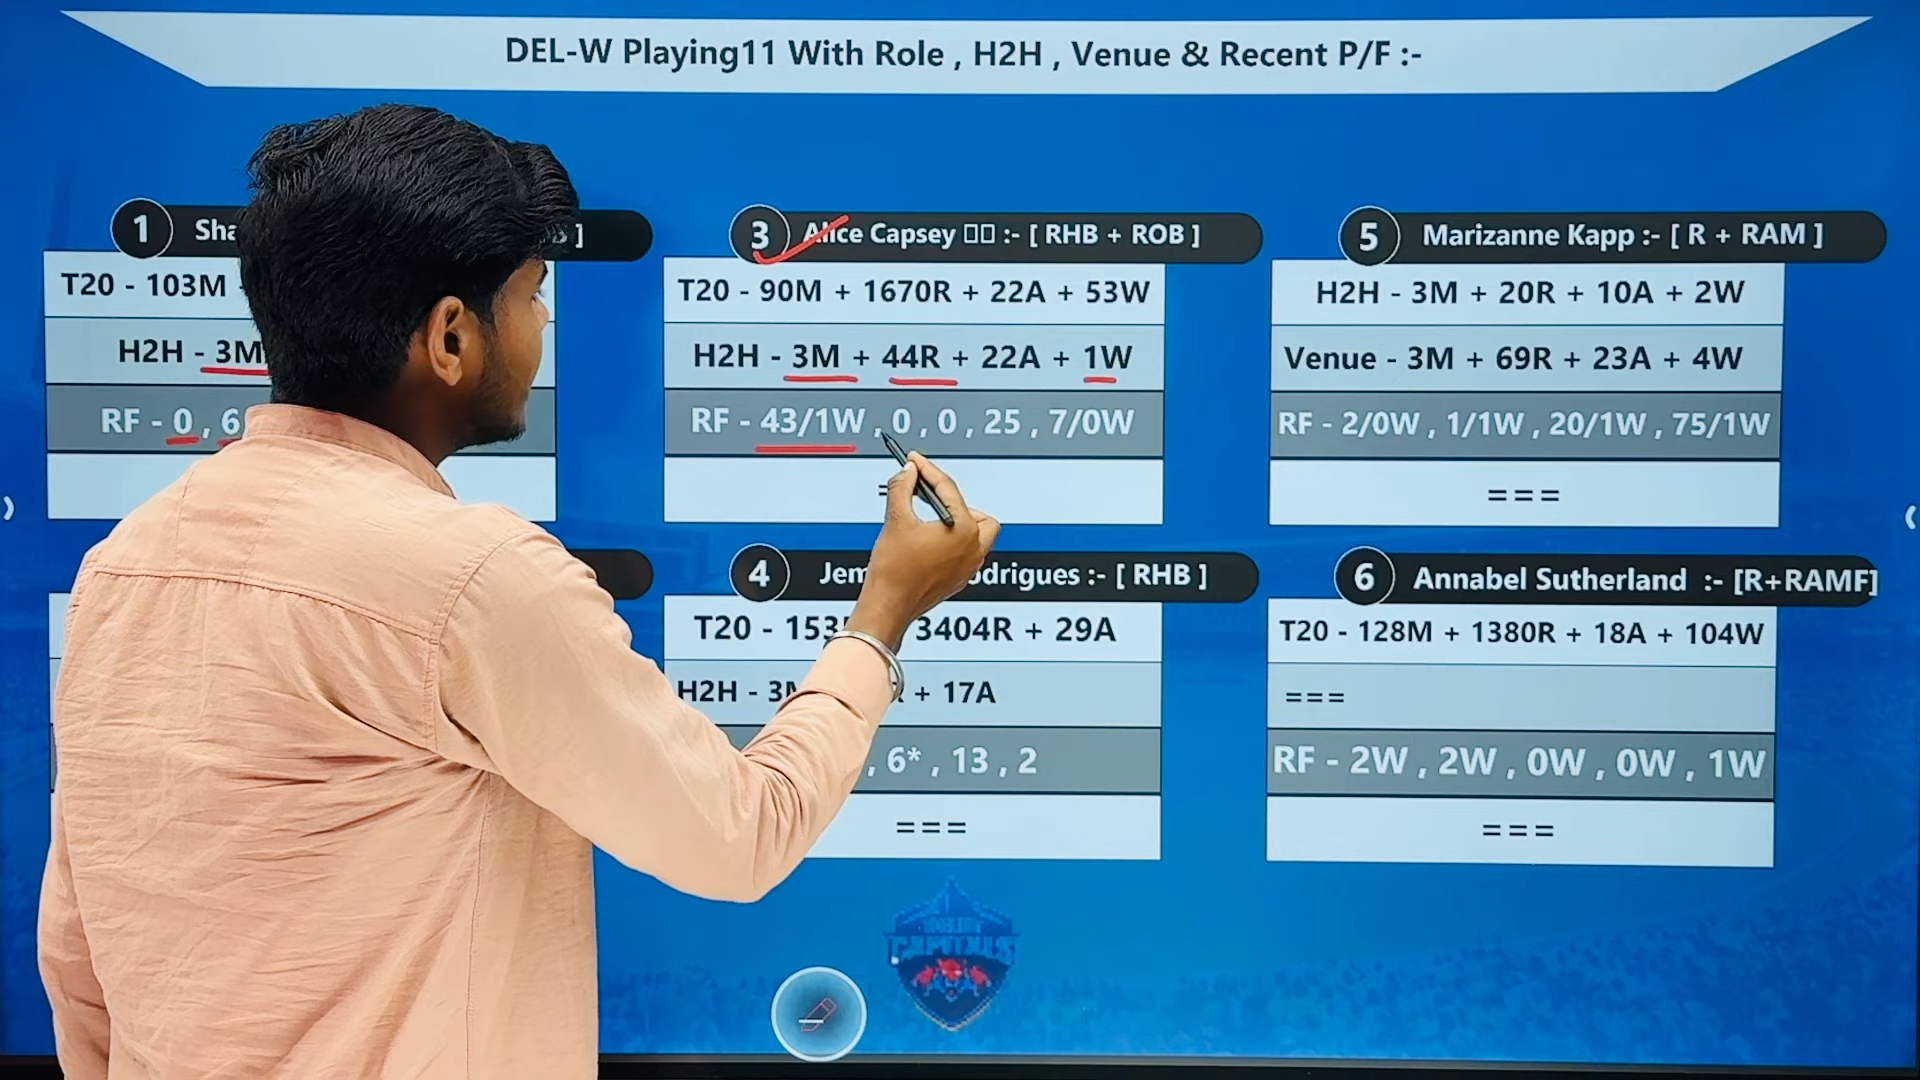 DEL-W Playing11 With Role , H2H , Venue & Recent P/F :-
1 Sha ]
T20 - 103M
H2H - 3M
RF - 0 , 6
3 Alice Capsey :- [ RHB + ROB ]
T20 - 90M + 1670R + 22A + 53W
H2H - 3M + 44R + 22A + 1W
RF - 43/1W , 0 , 0 , 25 , 7/0W
4 :- [ RHB ]
T20 - 153 3404R + 29A
H2H - 3M + 17A
, 6* , 13 , 2
===
5 Marizanne Kapp :- [ R + RAM ]
H2H - 3M + 20R + 10A + 2W
Venue - 3M + 69R + 23A + 4W
RF - 2/0W , 1/1W , 20/1W , 75/1W
===
6 Annabel Sutherland :- [R+RAMF]
T20 - 128M + 1380R + 18A + 104W
===
RF - 2W , 2W , 0W , 0W , 1W
===
CAPITALS